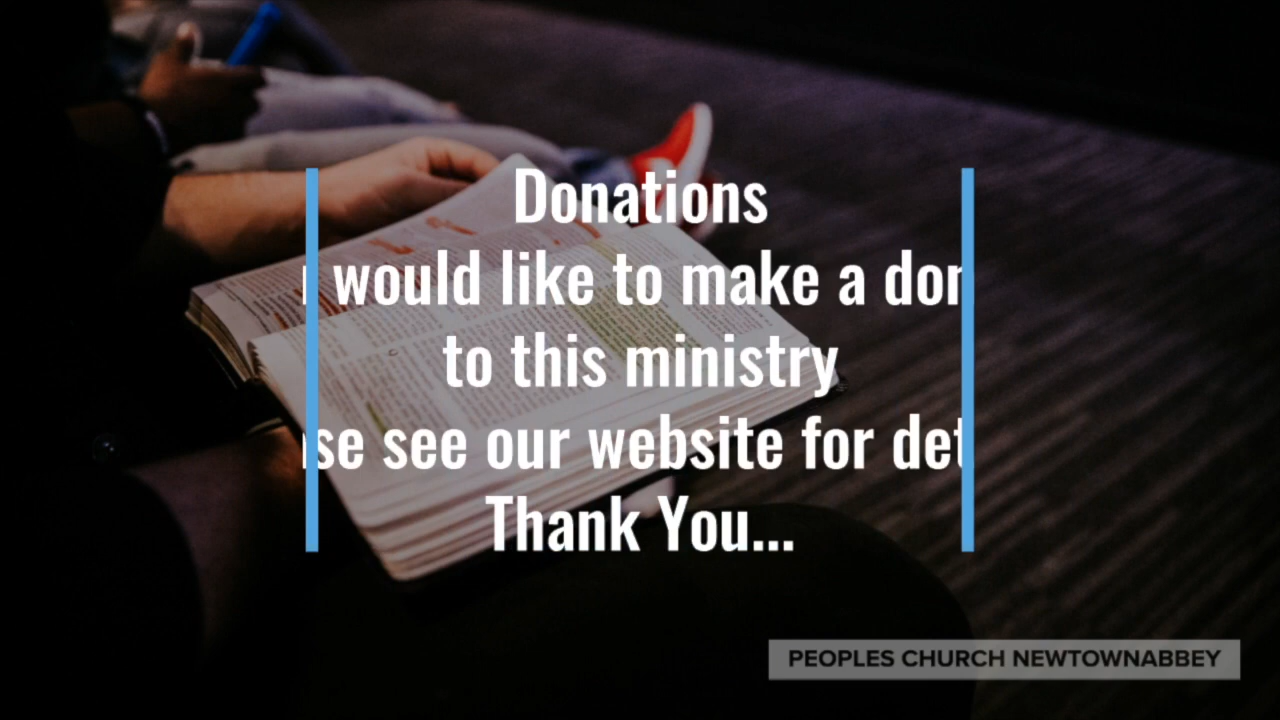 Donations
would like to make a don
to this ministry
se see our website for det
Thank You...
PEOPLES CHURCH NEWTOWNABBEY